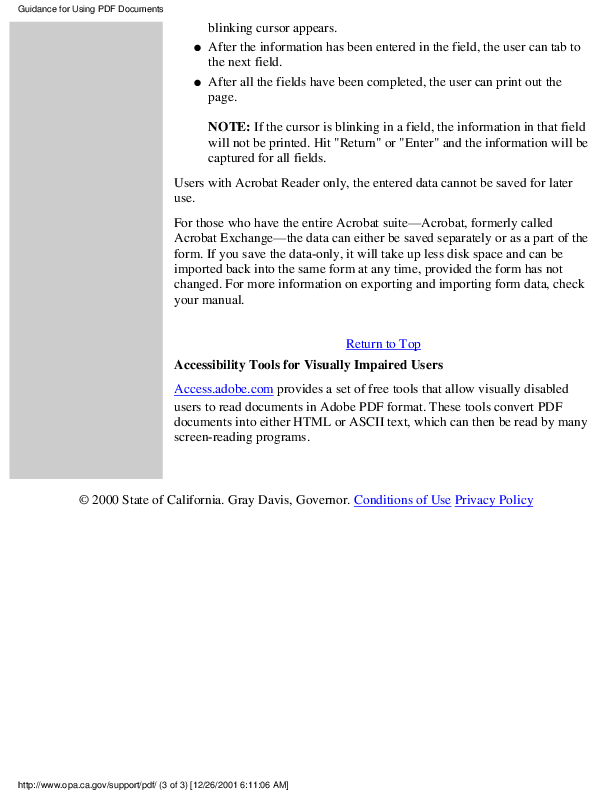 Guidance for Using PDF Documents
blinking cursor appears.
● After the information has been entered in the field, the user can tab to
the next field.
● After all the fields have been completed, the user can print out the
page.
NOTE: If the cursor is blinking in a field, the information in that field
will not be printed. Hit "Return" or "Enter" and the information will be
captured for all fields.
Users with Acrobat Reader only, the entered data cannot be saved for later
use.
For those who have the entire Acrobat suite—Acrobat, formerly called
Acrobat Exchange—the data can either be saved separately or as a part of the
form. If you save the data-only, it will take up less disk space and can be
imported back into the same form at any time, provided the form has not
changed. For more information on exporting and importing form data, check
your manual.
Return to Top
Accessibility Tools for Visually Impaired Users
Access.adobe.com provides a set of free tools that allow visually disabled
users to read documents in Adobe PDF format. These tools convert PDF
documents into either HTML or ASCII text, which can then be read by many
screen-reading programs.
© 2000 State of California. Gray Davis, Governor. Conditions of Use Privacy Policy
http://www.opa.ca.gov/support/pdf/ (3 of 3) [12/26/2001 6:11:06 AM]